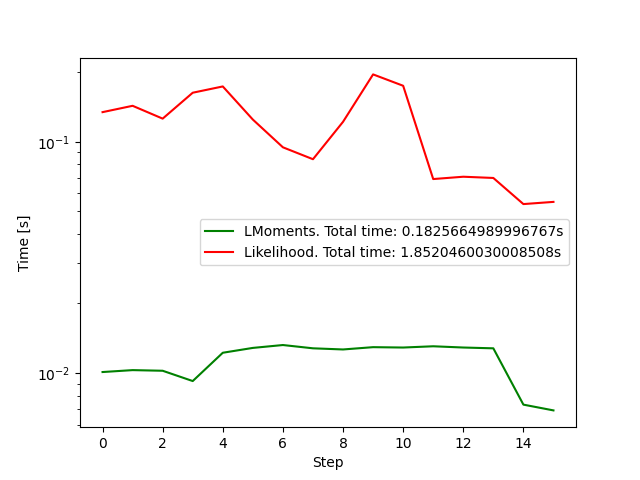 10⁻¹
Time [s]
LMoments. Total time: 0.1825664989996767s
Likelihood. Total time: 1.8520460030008508s
10⁻²
0 2 4 6 8 10 12 14
Step